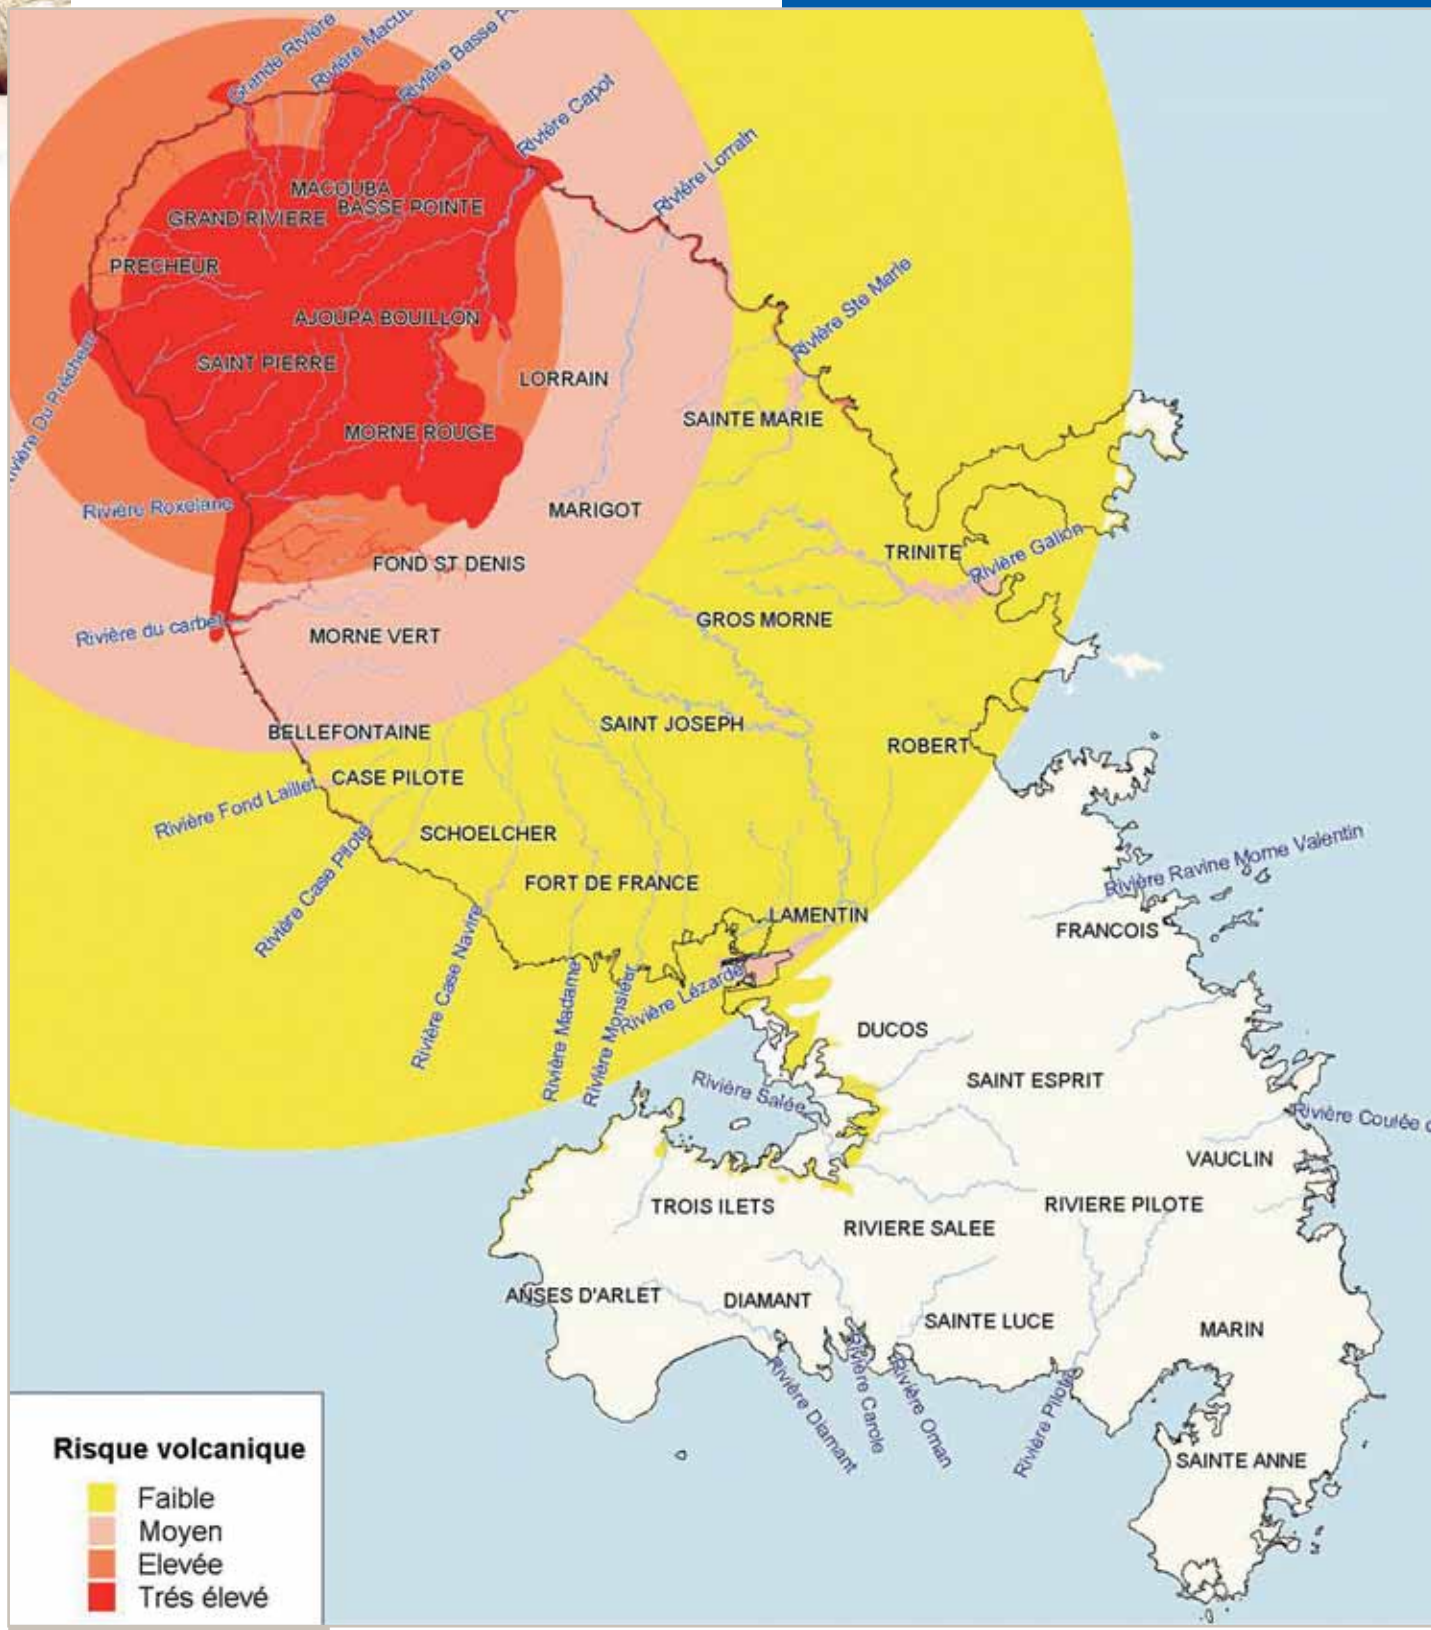 Grande Rivière
Rivière Basse
Rivière Capot
Rivière Lorrain
MACOUBA
GRAND RIVIERE
BASSE POINTE
PRECHEUR
Rivière Ste Marie
AJOUPA BOUILLON
SAINT PIERRE
Rivière Du Prêcheur
LORRAIN
SAINTE MARIE
MORNE ROUGE
Rivière Roxelane
MARIGOT
TRINITE
Rivière Galion
FOND ST DENIS
GROS MORNE
Rivière du carbet
MORNE VERT
BELLEFONTAINE
SAINT JOSEPH
ROBERT
CASE PILOTE
Rivière Fond Laillet
SCHOELCHER
Rivière Case Pilote
FORT DE FRANCE
Rivière Ravine Morne Valentin
LAMENTIN
FRANCOIS
Rivière Case Navire
Rivière Madame
Rivière Monsieur
Rivière Lézarde
DUCOS
SAINT ESPRIT
Rivière Salée
Rivière Coulée
VAUCLIN
TROIS ILETS
RIVIERE PILOTE
RIVIERE SALEE
ANSES D'ARLET
DIAMANT
SAINTE LUCE
MARIN
Rivière Diamant
Rivière Carole
Rivière Oman
Rivière Pilote
SAINTE ANNE
Risque volcanique
Faible
Moyen
Elevée
Trés élevé